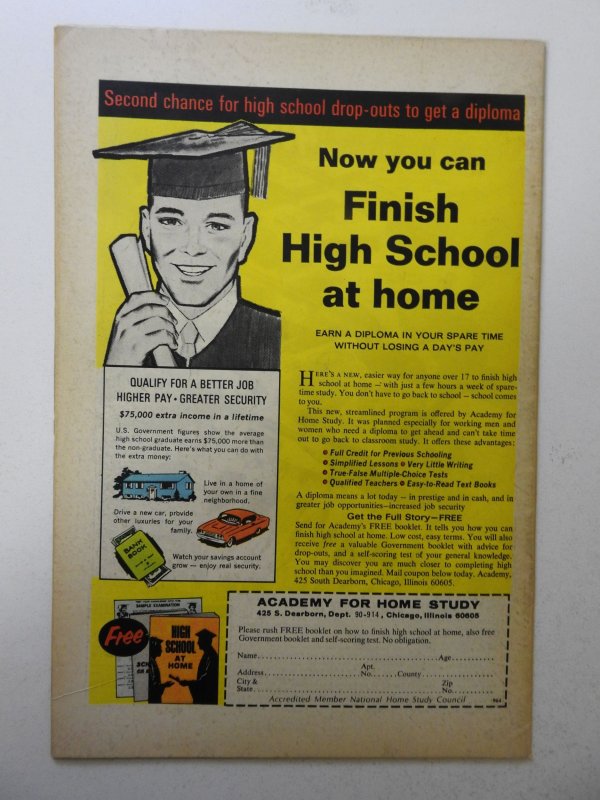 Second chance for high school drop-outs to get a diploma
Now you can
Finish
High School
at home
EARN A DIPLOMA IN YOUR SPARE TIME
WITHOUT LOSING A DAY'S PAY
QUALIFY FOR A BETTER JOB
HIGHER PAY • GREATER SECURITY
$75,000 extra income in a lifetime
U.S. Government figures show the average
high school graduate earns $75,000 more than
the non-graduate. Here's what you can do with
the extra money:
Live in a home of
your own in a fine
neighborhood.
Drive a new car, provide
other luxuries for your
family.
BANK
BOOK
Watch your savings account
grow — enjoy real security.
HERE'S A NEW, easier way for anyone over 17 to finish high
school at home — with just a few hours a week of spare-
time study. You don't have to go back to school — school comes
to you.
This new, streamlined program is offered by Academy for
Home Study. It was planned especially for working men and
women who need a diploma to get ahead and can't take time
out to go back to classroom study. It offers these advantages:
• Full Credit for Previous Schooling
• Simplified Lessons • Very Little Writing
• True-False Multiple-Choice Tests
• Qualified Teachers • Easy-to-Read Text Books
A diploma means a lot today -- in prestige and in cash, and in
greater job opportunities—increased job security
Get the Full Story—FREE
Send for Academy's FREE booklet. It tells you how you can
finish high school at home. Low cost, easy terms. You will also
receive free a valuable Government booklet with advice for
drop-outs, and a self-scoring test of your general knowledge.
You may discover you are much closer to completing high
school than you imagined. Mail coupon below today. Academy,
425 South Dearborn, Chicago, Illinois 60605.
SAMPLE EXAMINATION
Free
HIGH
SCHOOL
AT
HOME
ACADEMY FOR HOME STUDY
425 S. Dearborn, Dept. 90-914, Chicago, Illinois 60605
Please rush FREE booklet on how to finish high school at home, also free
Government booklet and self-scoring test. No obligation.
Name Age
Apt.
Address No. County
City & Zip
State No.
Accredited Member National Home Study Council 964